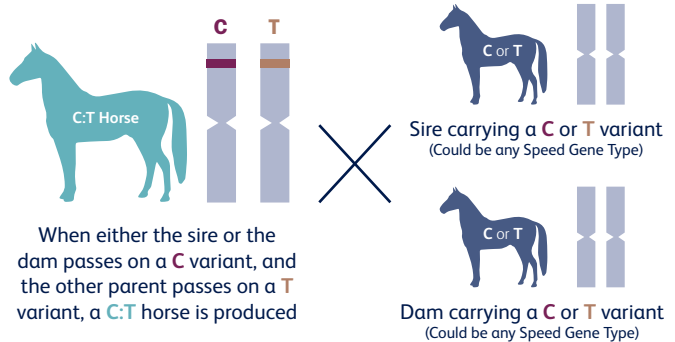 C T
C:T Horse
When either the sire or the
dam passes on a C variant, and
the other parent passes on a T
variant, a C:T horse is produced
C or T
Sire carrying a C or T variant
(Could be any Speed Gene Type)
C or T
Dam carrying a C or T variant
(Could be any Speed Gene Type)